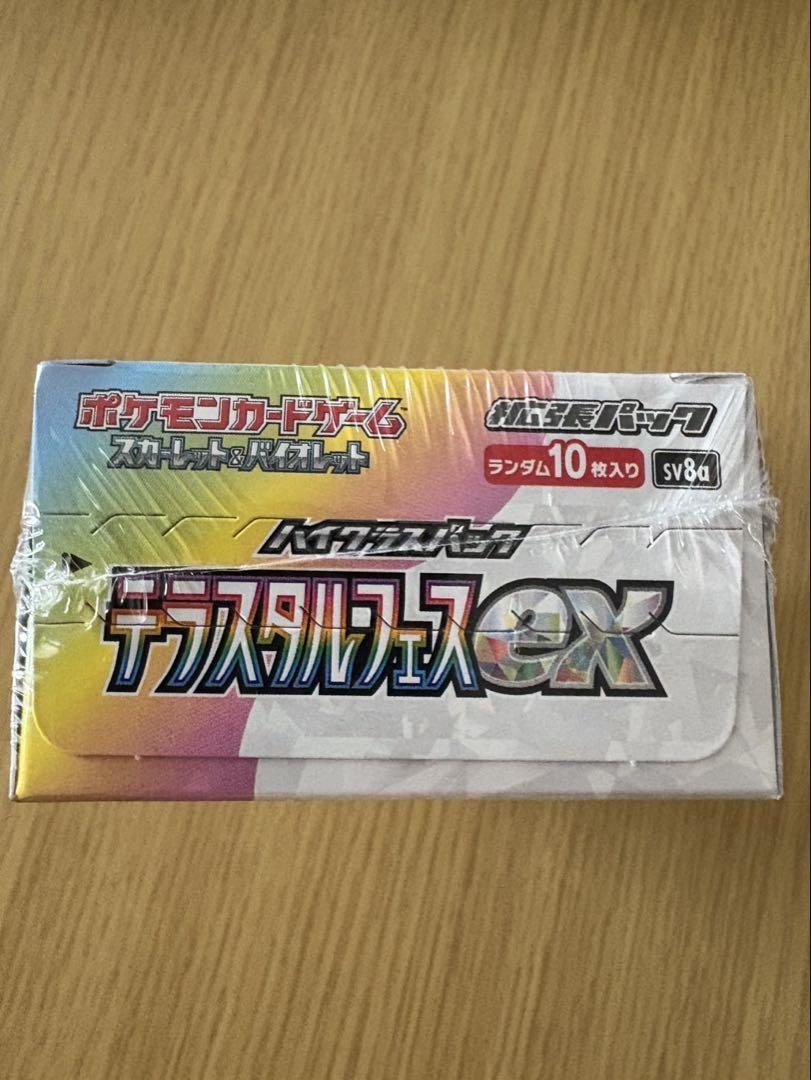 ポケモンカードゲーム™
スカーレット&バイオレット
拡張パック
ランダム10枚入り
sv8a
ハイクラスパック
テラスタルフェスex